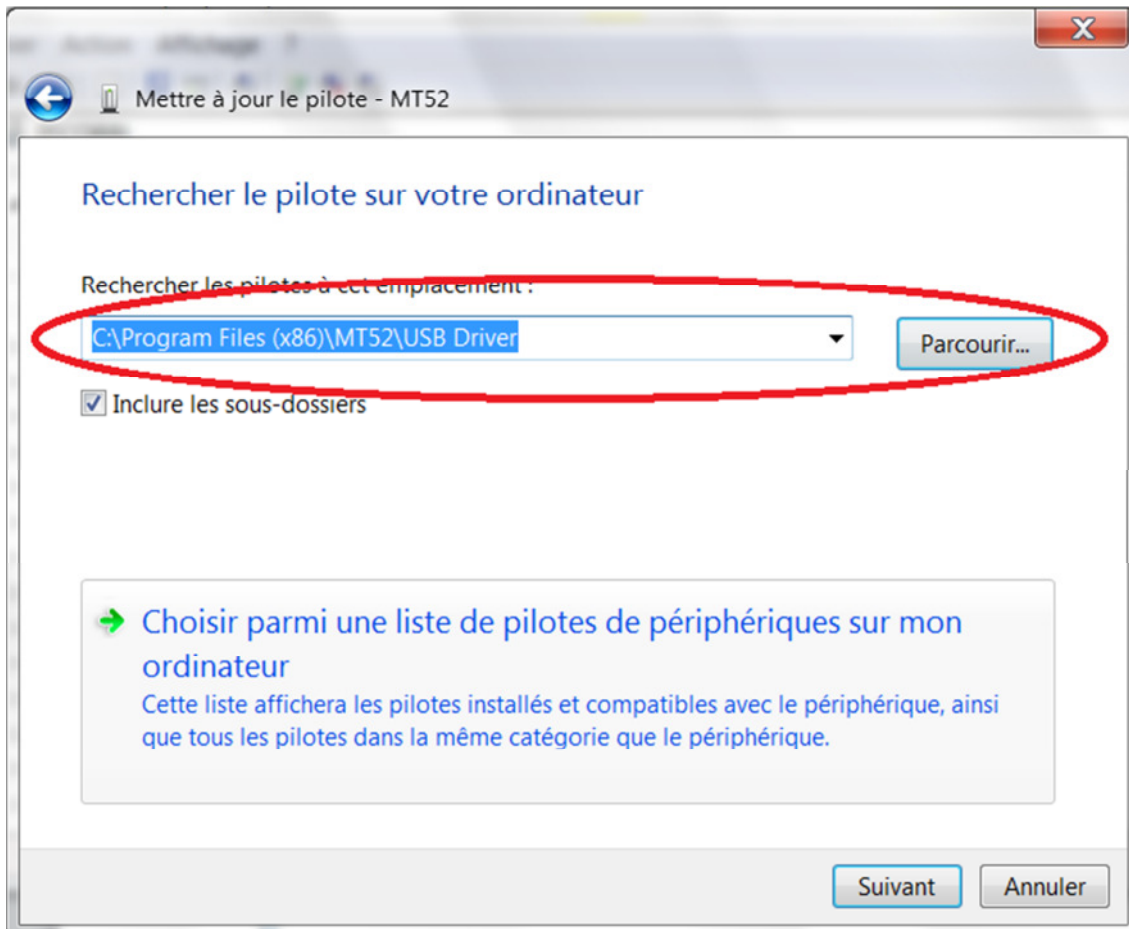 Action Affichage ?
Mettre à jour le pilote - MT52
Rechercher le pilote sur votre ordinateur
Rechercher les pilotes à cet emplacement :
C:\Program Files (x86)\MT52\USB Driver
Parcourir...
Inclure les sous-dossiers
Choisir parmi une liste de pilotes de périphériques sur mon
ordinateur
Cette liste affichera les pilotes installés et compatibles avec le périphérique, ainsi
que tous les pilotes dans la même catégorie que le périphérique.
Suivant Annuler